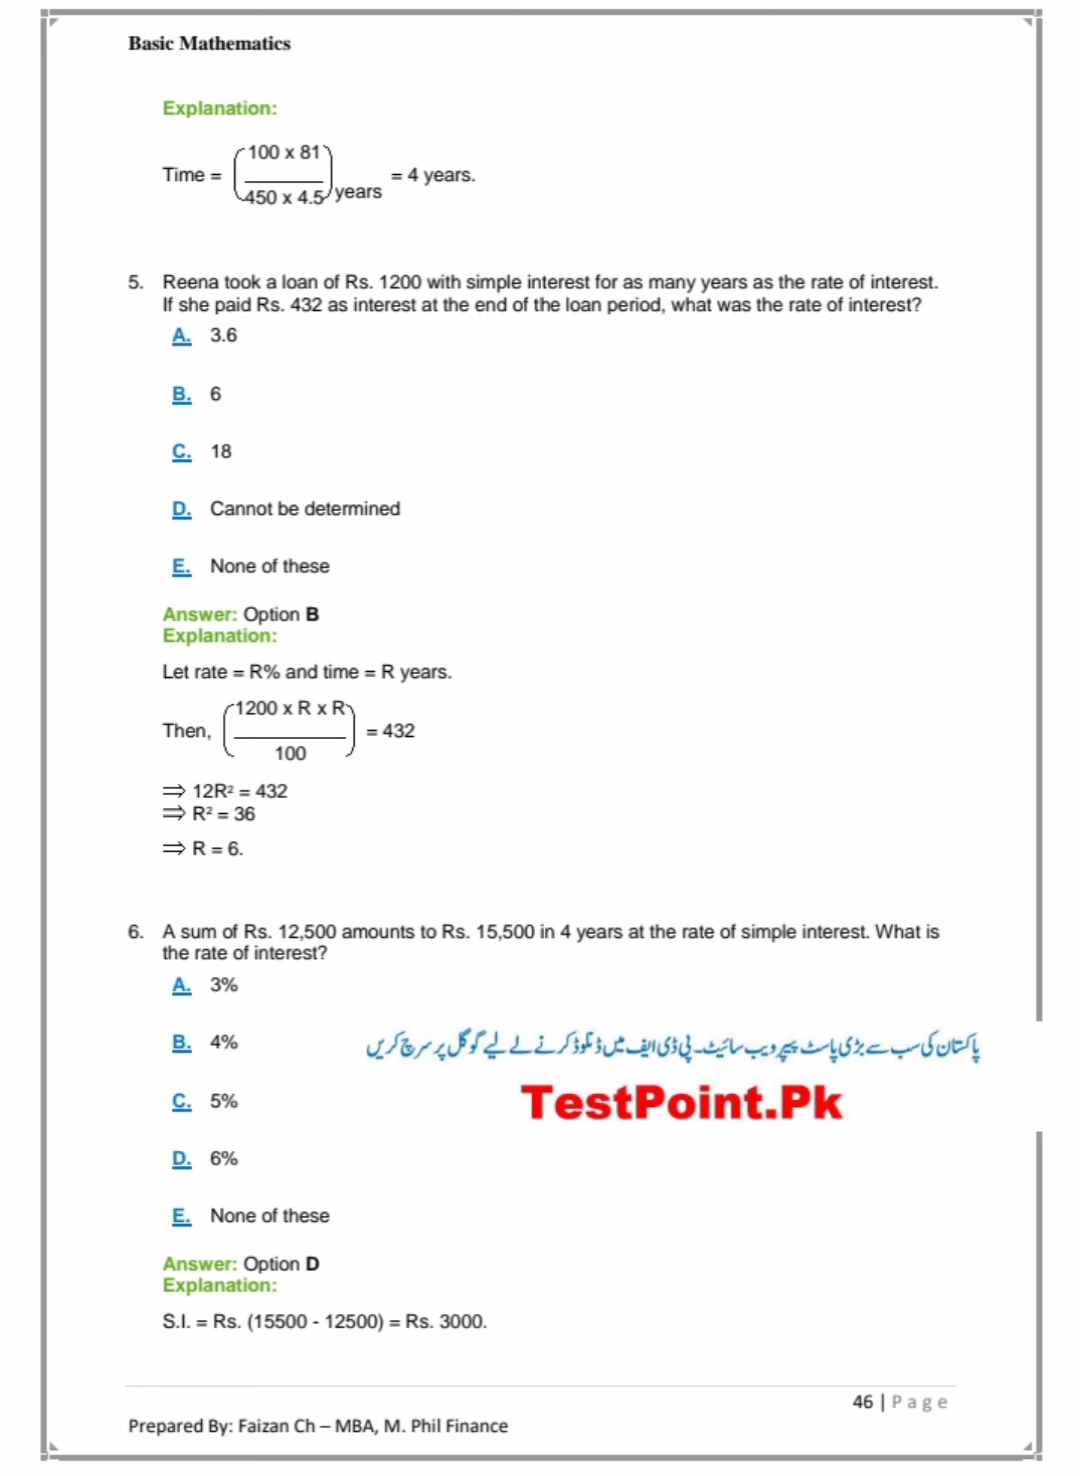 Basic Mathematics
Explanation:
100 x 81
Time = = 4 years.
450 x 4.5 years
5. Reena took a loan of Rs. 1200 with simple interest for as many years as the rate of interest.
If she paid Rs. 432 as interest at the end of the loan period, what was the rate of interest?
A. 3.6
B. 6
C. 18
D. Cannot be determined
E. None of these
Answer: Option B
Explanation:
Let rate = R% and time = R years.
1200 x R x R
Then, = 432
100
⇒ 12R² = 432
⇒ R² = 36
⇒ R = 6.
6. A sum of Rs. 12,500 amounts to Rs. 15,500 in 4 years at the rate of simple interest. What is
the rate of interest?
A. 3%
B. 4%
پاکستان کی سب سے بڑی پاسٹ پیپر ویب سائیٹ۔ پی ڈی ایف میں ڈنلوڈ کرنے کے لیے گوگل پر سرچ کریں
C. 5%
TestPoint.Pk
D. 6%
E. None of these
Answer: Option D
Explanation:
S.I. = Rs. (15500 - 12500) = Rs. 3000.
46 | Page
Prepared By: Faizan Ch – MBA, M. Phil Finance